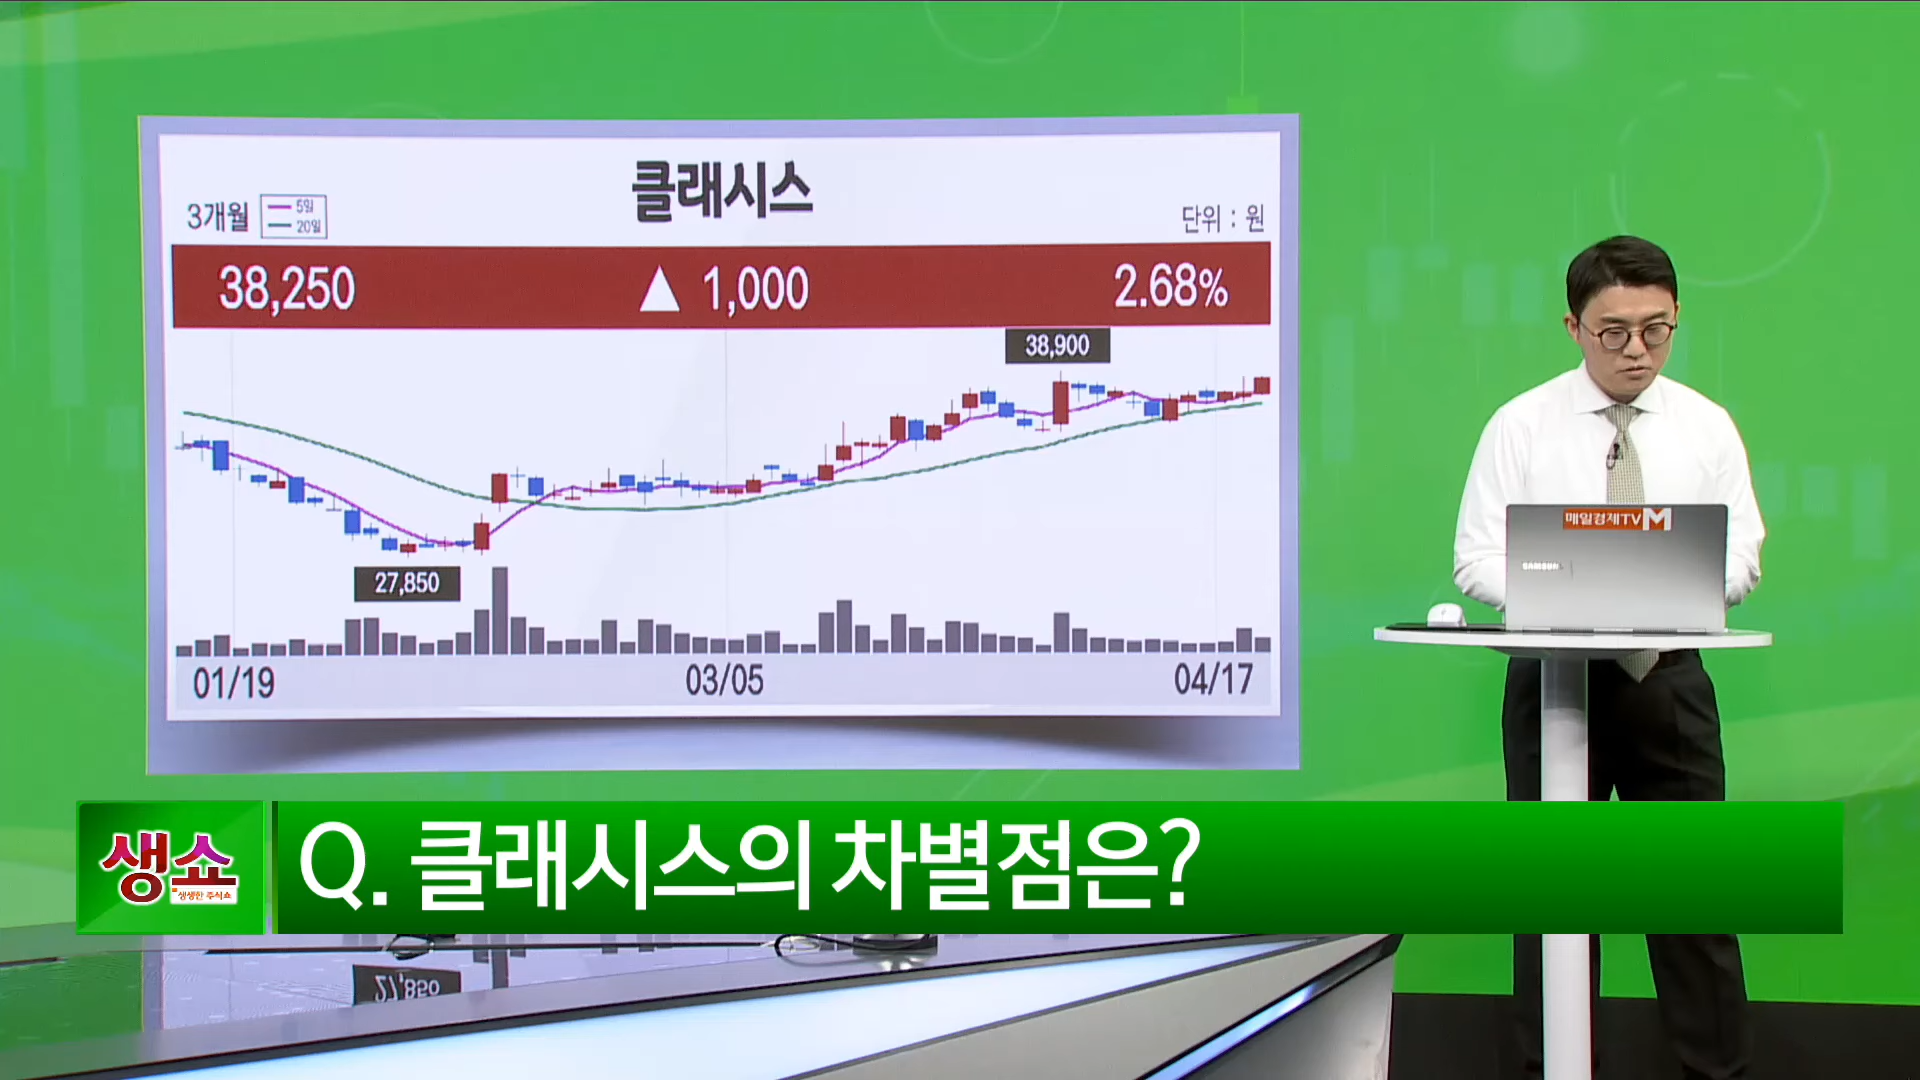 클래시스
3개월
5일
20일
단위 : 원
38,250 ▲ 1,000 2.68%
38,900
27,850
01/19 03/05 04/17
매일경제TV M
SAMSUNG
생쇼
생생한 주식쇼
Q. 클래시스의 차별점은?
27,850